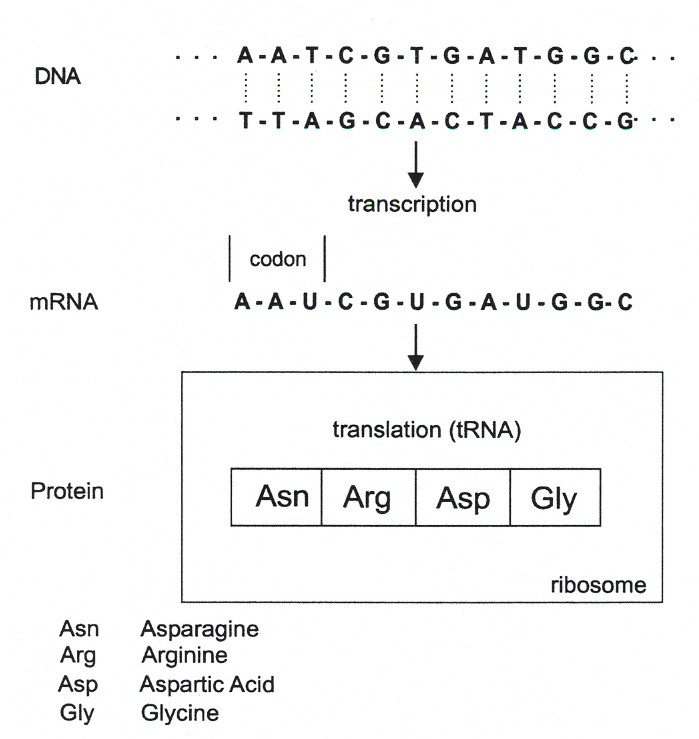 DNA
· · · A - A - T - C - G - T - G - A - T - G - G - C · · ·
· · · T - T - A - G - C - A - C - T - A - C - C - G · · ·
transcription
codon
mRNA
A - A - U - C - G - U - G - A - U - G - G - C
translation (tRNA)
Protein
Asn Arg Asp Gly
ribosome
Asn Asparagine
Arg Arginine
Asp Aspartic Acid
Gly Glycine